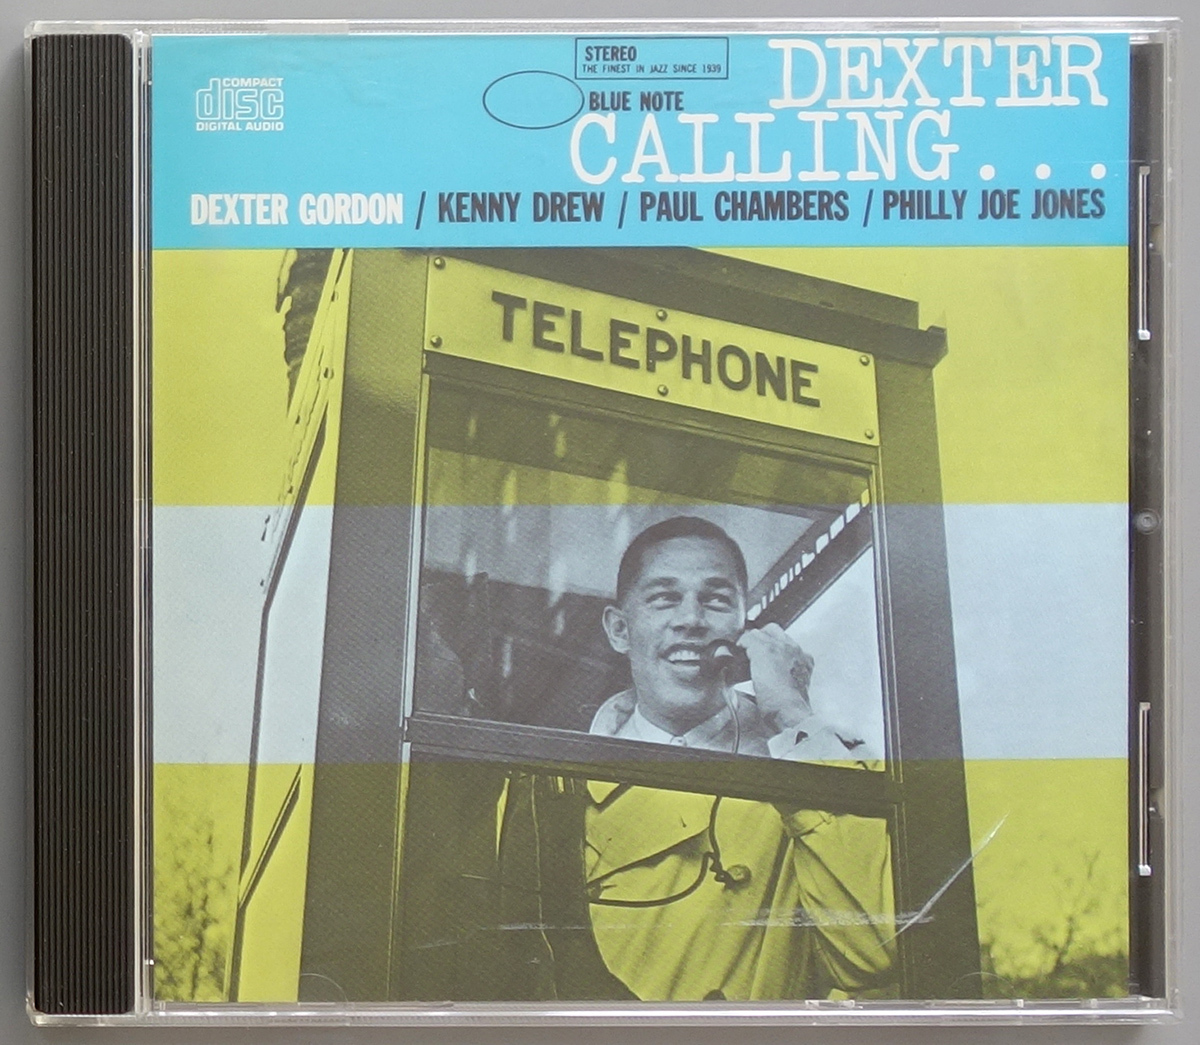 COMPACT
disc
DIGITAL AUDIO
STEREO
THE FINEST IN JAZZ SINCE 1939
BLUE NOTE
DEXTER
CALLING...
DEXTER GORDON / KENNY DREW / PAUL CHAMBERS / PHILLY JOE JONES
TELEPHONE